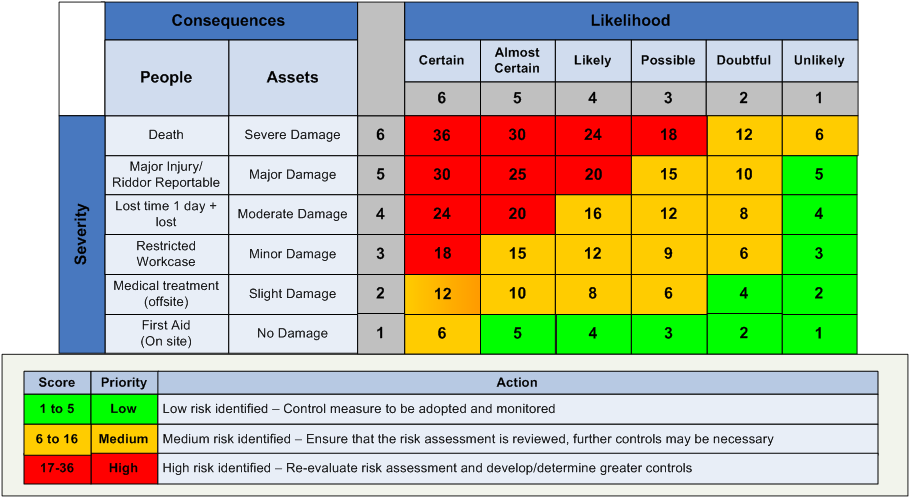 Consequences
Likelihood
People
Assets
Certain
Almost
Certain
Likely
Possible
Doubtful
Unlikely
6
5
4
3
2
1
Severity
Death
Severe Damage
6
36
30
24
18
12
6
Major Injury/
Riddor Reportable
Major Damage
5
30
25
20
15
10
5
Lost time 1 day +
lost
Moderate Damage
4
24
20
16
12
8
4
Restricted
Workcase
Minor Damage
3
18
15
12
9
6
3
Medical treatment
(offsite)
Slight Damage
2
12
10
8
6
4
2
First Aid
(On site)
No Damage
1
6
5
4
3
2
1
Score
Priority
Action
1 to 5
Low
Low risk identified – Control measure to be adopted and monitored
6 to 16
Medium
Medium risk identified – Ensure that the risk assessment is reviewed, further controls may be necessary
17-36
High
High risk identified – Re-evaluate risk assessment and develop/determine greater controls